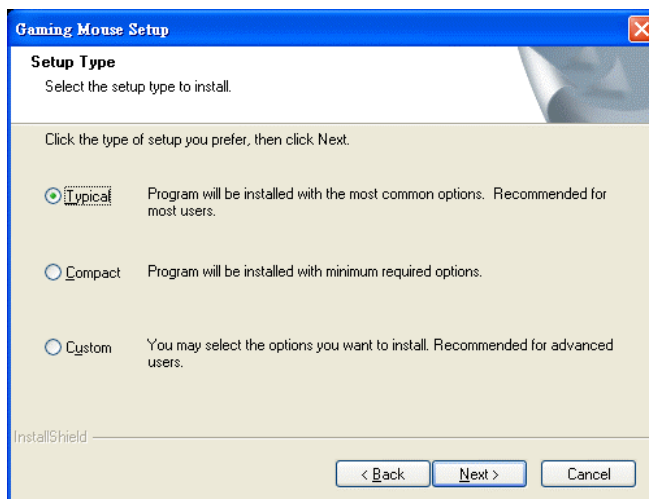 Gaming Mouse Setup
Setup Type
Select the setup type to install.
Click the type of setup you prefer, then click Next.
Typical
Program will be installed with the most common options. Recommended for
most users.
Compact
Program will be installed with minimum required options.
Custom
You may select the options you want to install. Recommended for advanced
users.
InstallShield
< Back
Next >
Cancel